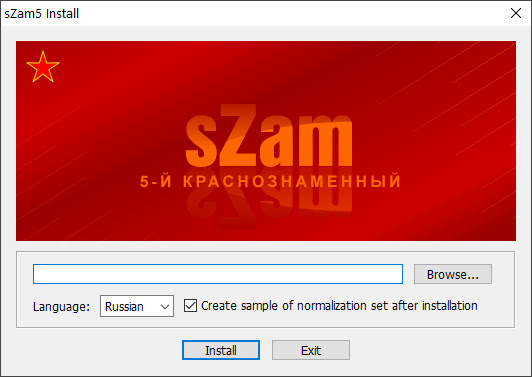 sZam5 Install
sZam
5-Й КРАСНОЗНАМЕННЫЙ
Browse...
Language: Russian Create sample of normalization set after installation
Install Exit